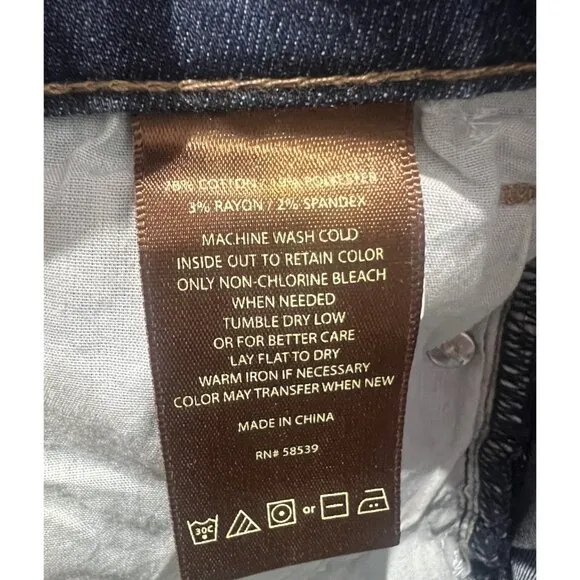 COTTON / POLYESTER /
3% RAYON / 2% SPANDEX
MACHINE WASH COLD
INSIDE OUT TO RETAIN COLOR
ONLY NON-CHLORINE BLEACH
WHEN NEEDED
TUMBLE DRY LOW
OR FOR BETTER CARE
LAY FLAT TO DRY
WARM IRON IF NECESSARY
COLOR MAY TRANSFER WHEN NEW
MADE IN CHINA
RN# 58539
30C or